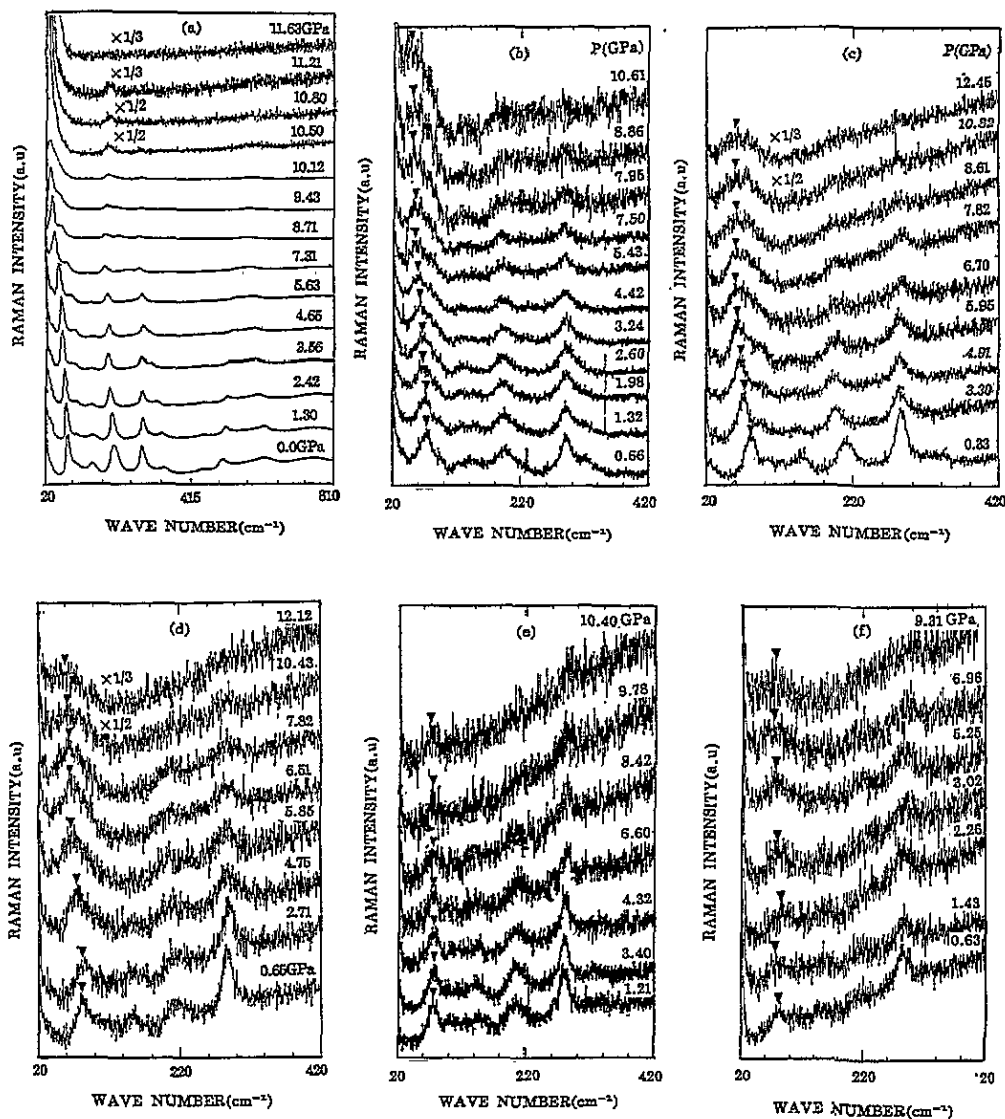 (a)
11.63GPa
×1/3
×1/3
11.21
×1/2
10.80
×1/2
10.50
10.12
9.43
8.71
7.31
5.63
4.65
3.56
2.42
1.30
0.0GPa
RAMAN INTENSITY(a,u)
20 415 810
WAVE NUMBER(cm⁻¹)
(b)
P(GPa)
10.61
8.86
7.95
7.50
5.43
4.42
3.24
2.60
1.98
1.32
0.66
RAMAN INTENSITY(a,u)
20 220 420
WAVE NUMBER(cm⁻¹)
(c)
P(GPa)
12.45
×1/3
10.82
×1/2
8.61
7.82
6.70
5.95
4.91
3.30
0.83
RAMAN INTENSITY(a,u)
20 220 420
WAVE NUMBER(cm⁻¹)
(d)
12.12
10.43
×1/3
×1/2
7.82
6.51
5.85
4.75
2.71
0.65GPa
RAMAN INTENSITY(a,u)
20 220 420
WAVE NUMBER(cm⁻¹)
(e)
10.40 GPa
9.78
8.42
6.60
4.32
3.40
1.21
RAMAN INTENSITY(a,u)
20 220 420
WAVE NUMBER(cm⁻¹)
(f)
9.31 GPa
6.96
5.25
3.02
2.26
1.43
0.63
RAMAN INTENSITY(a,u)
20 220 '20
WAVE NUMBER(cm⁻¹)